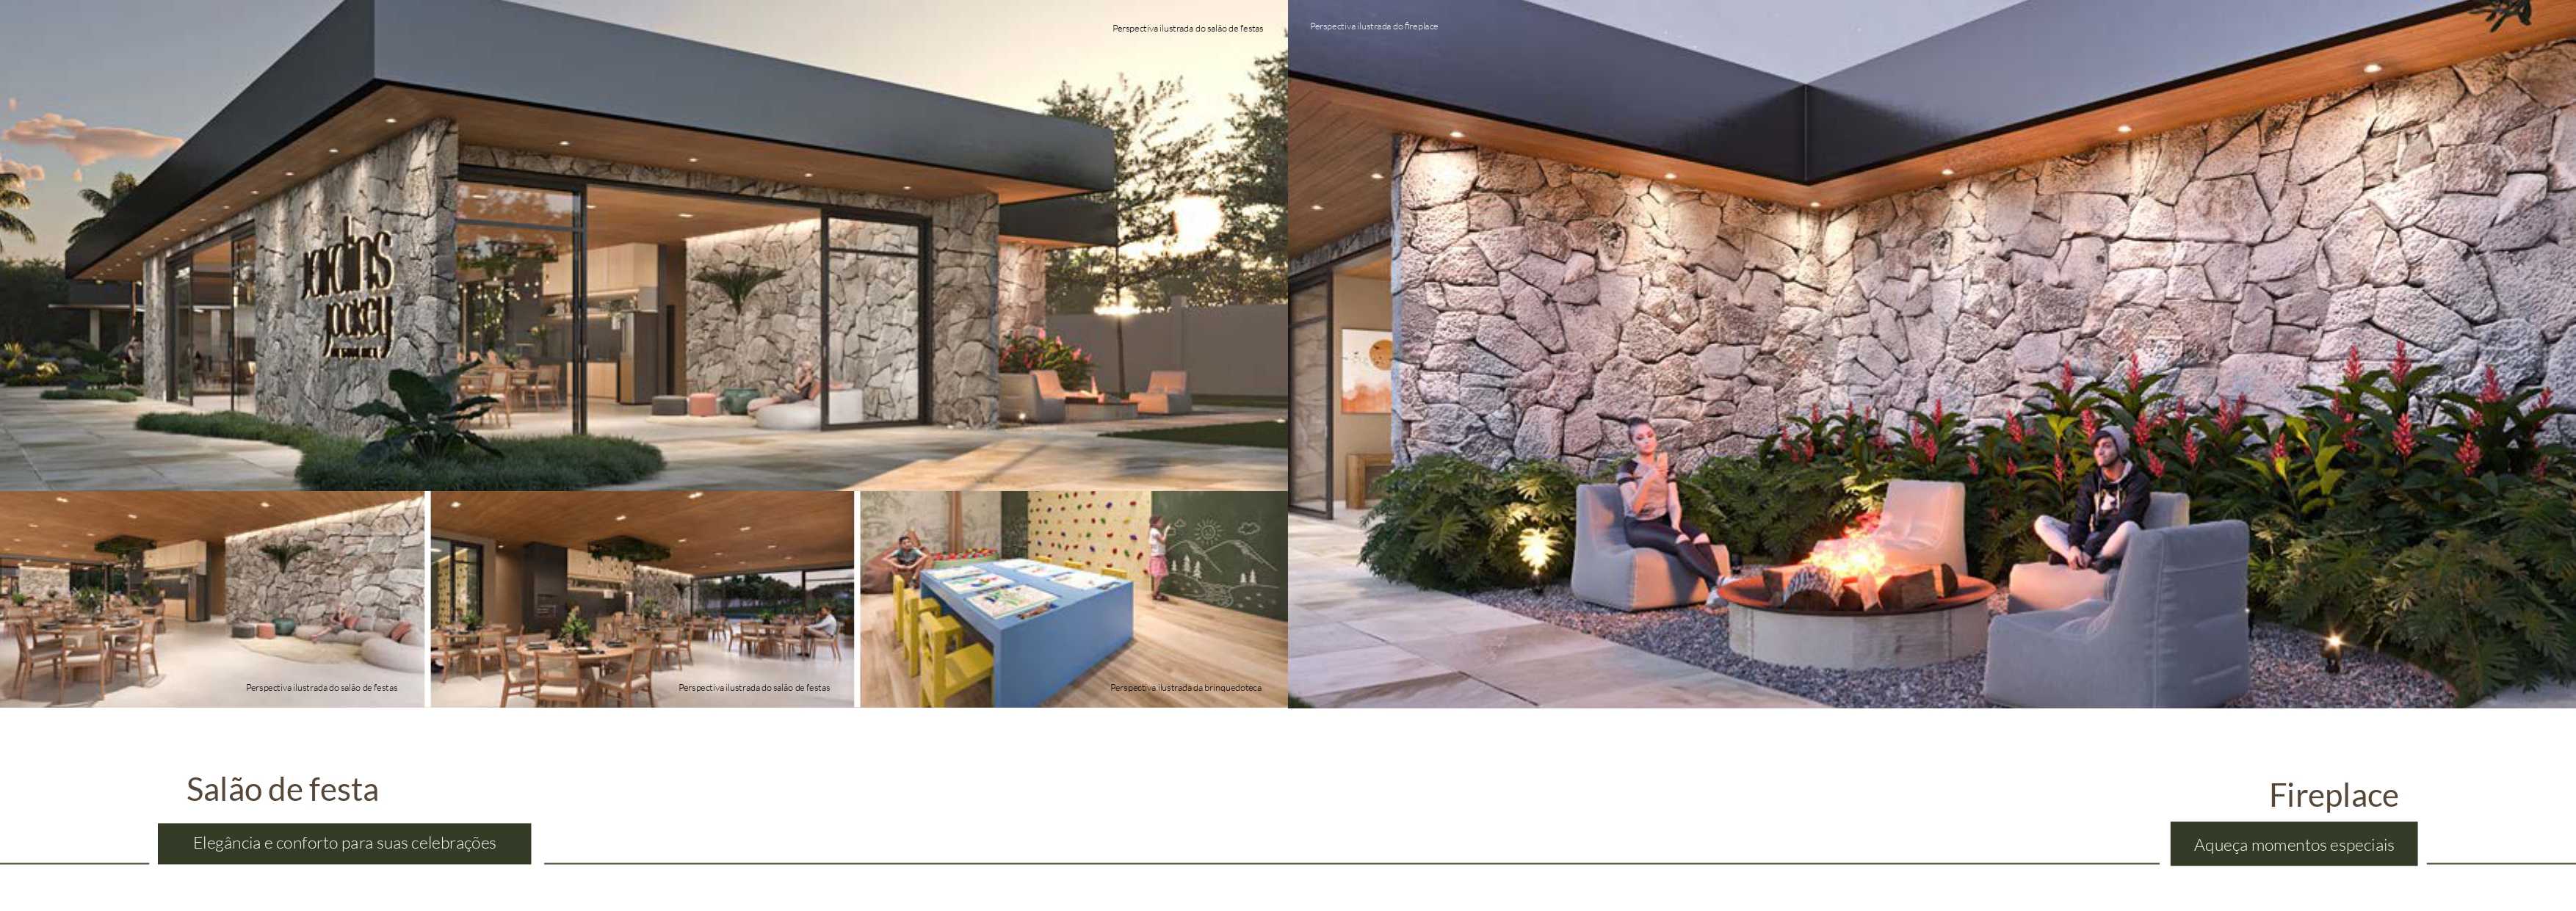 Perspectiva ilustrada do salão de festas
jardins
jockey
Perspectiva ilustrada do salão de festas
Perspectiva ilustrada do salão de festas
Perspectiva ilustrada da brinquedoteca
Salão de festa
Elegância e conforto para suas celebrações
Perspectiva ilustrada do fireplace
Fireplace
Aqueça momentos especiais